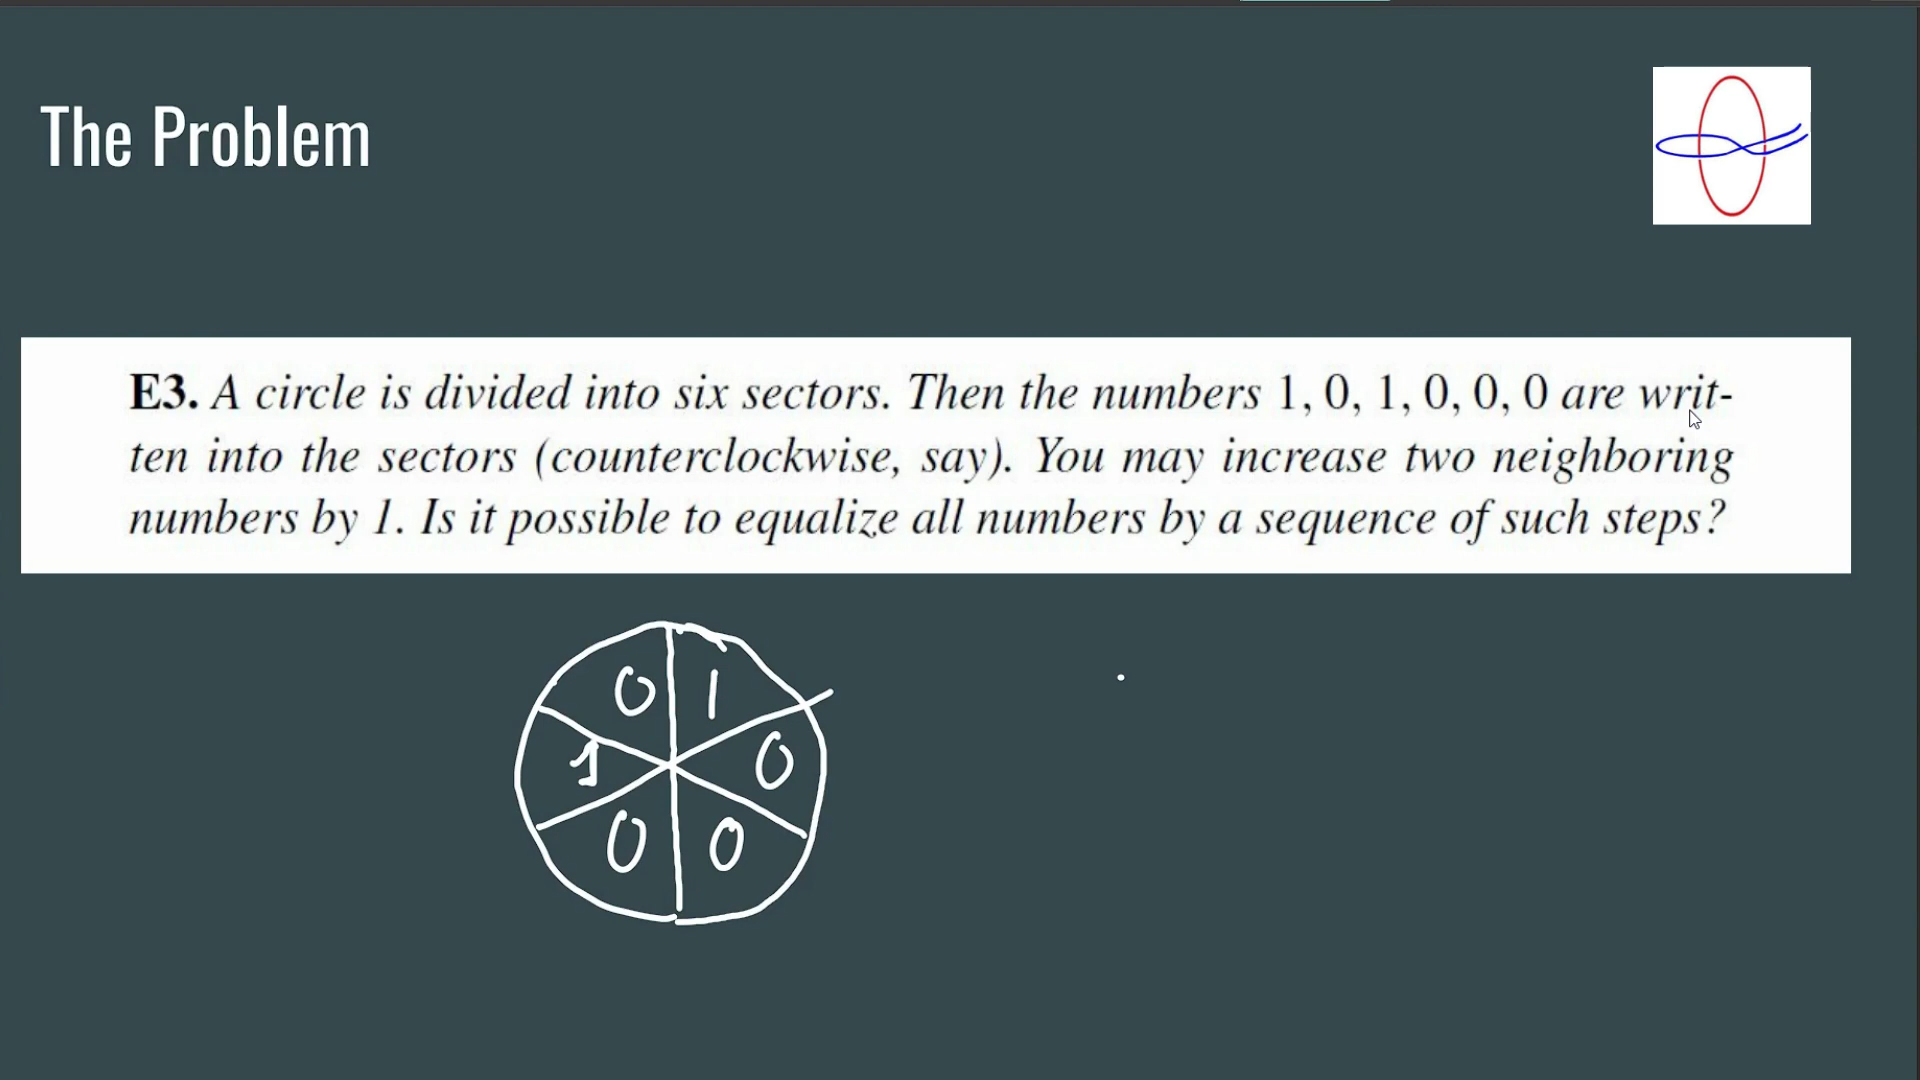 The Problem
E3. A circle is divided into six sectors. Then the numbers 1, 0, 1, 0, 0, 0 are writ-
ten into the sectors (counterclockwise, say). You may increase two neighboring
numbers by 1. Is it possible to equalize all numbers by a sequence of such steps?
0 1
1 0
0 0